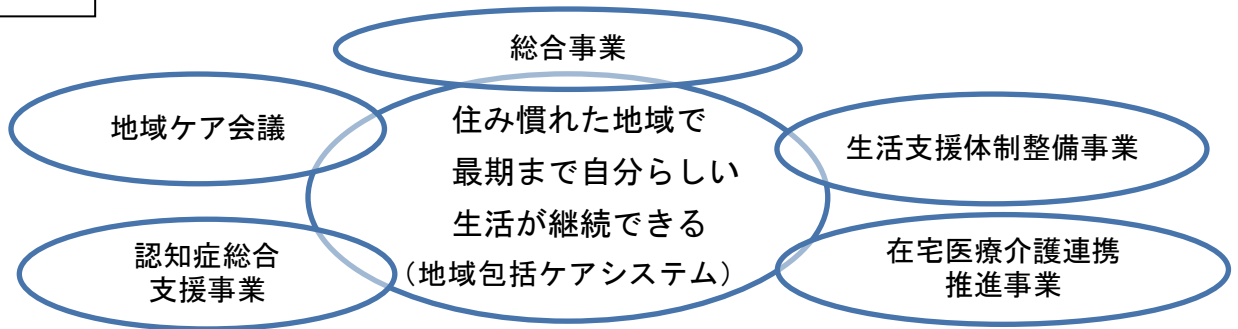 総合事業
地域ケア会議
住み慣れた地域で
最期まで自分らしい
生活が継続できる
（地域包括ケアシステム）
生活支援体制整備事業
認知症総合
支援事業
在宅医療介護連携
推進事業